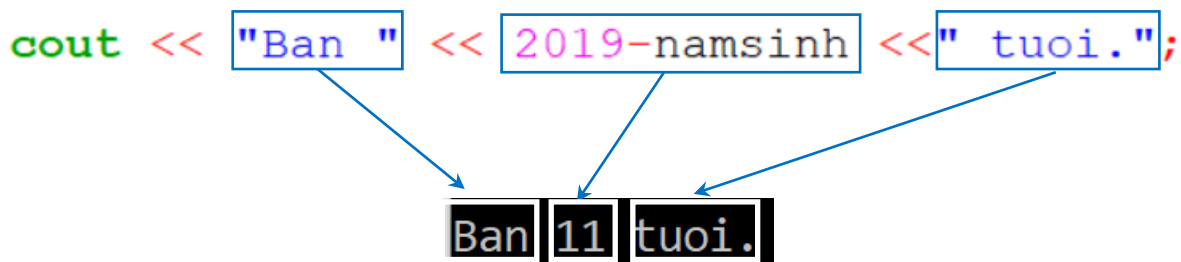 cout << "Ban " << 2019-namsinh <<" tuoi.";
Ban 11 tuoi.